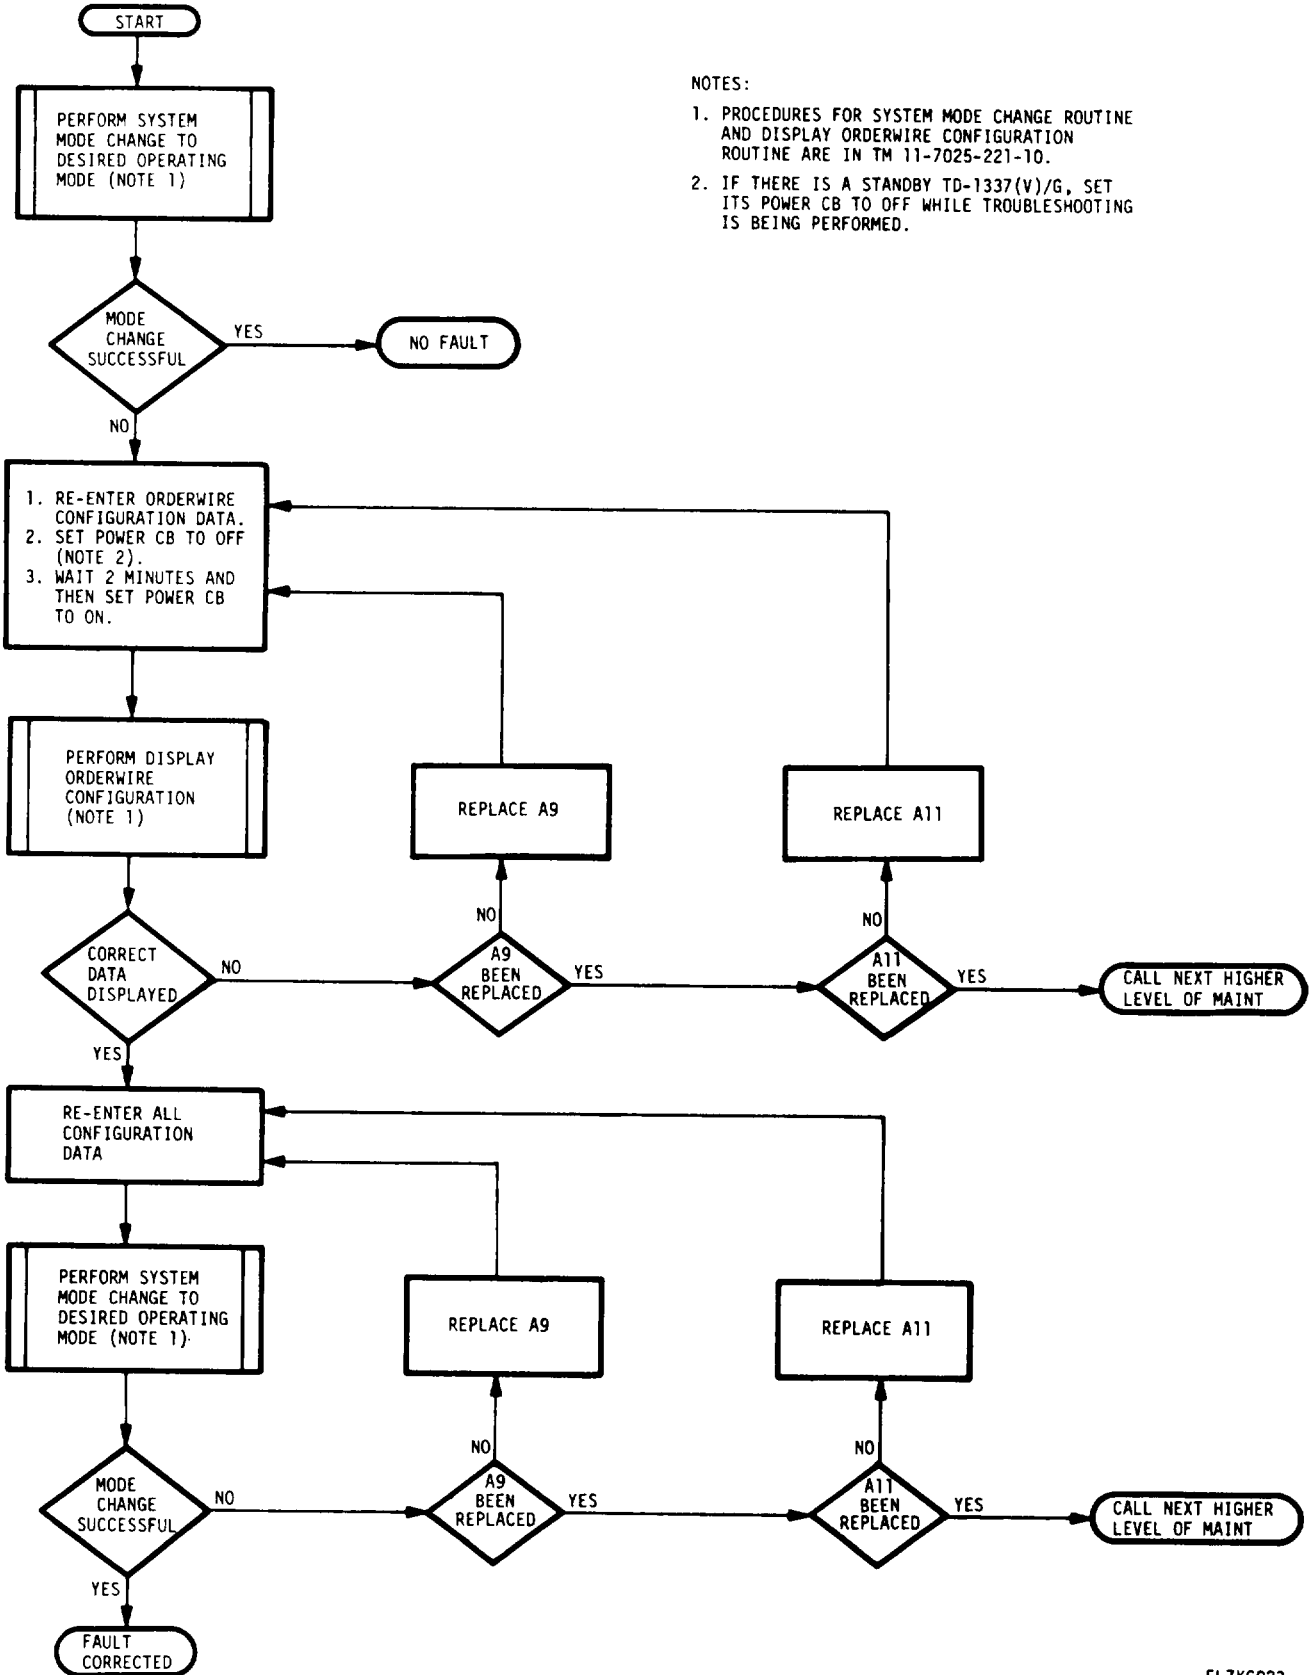 START
PERFORM SYSTEM
MODE CHANGE TO
DESIRED OPERATING
MODE (NOTE 1)
NOTES:
1. PROCEDURES FOR SYSTEM MODE CHANGE ROUTINE
AND DISPLAY ORDERWIRE CONFIGURATION
ROUTINE ARE IN TM 11-7025-221-10.
2. IF THERE IS A STANDBY TD-1337(V)/G, SET
ITS POWER CB TO OFF WHILE TROUBLESHOOTING
IS BEING PERFORMED.
MODE
CHANGE
SUCCESSFUL
YES
NO FAULT
NO
1. RE-ENTER ORDERWIRE
CONFIGURATION DATA.
2. SET POWER CB TO OFF
(NOTE 2).
3. WAIT 2 MINUTES AND
THEN SET POWER CB
TO ON.
PERFORM DISPLAY
ORDERWIRE
CONFIGURATION
(NOTE 1)
REPLACE A9
REPLACE A11
NO
NO
CORRECT
DATA
DISPLAYED
NO
A9
BEEN
REPLACED
YES
A11
BEEN
REPLACED
YES
CALL NEXT HIGHER
LEVEL OF MAINT
YES
RE-ENTER ALL
CONFIGURATION
DATA
PERFORM SYSTEM
MODE CHANGE TO
DESIRED OPERATING
MODE (NOTE 1)
REPLACE A9
REPLACE A11
NO
NO
MODE
CHANGE
SUCCESSFUL
NO
A9
BEEN
REPLACED
YES
A11
BEEN
REPLACED
YES
CALL NEXT HIGHER
LEVEL OF MAINT
YES
FAULT
CORRECTED